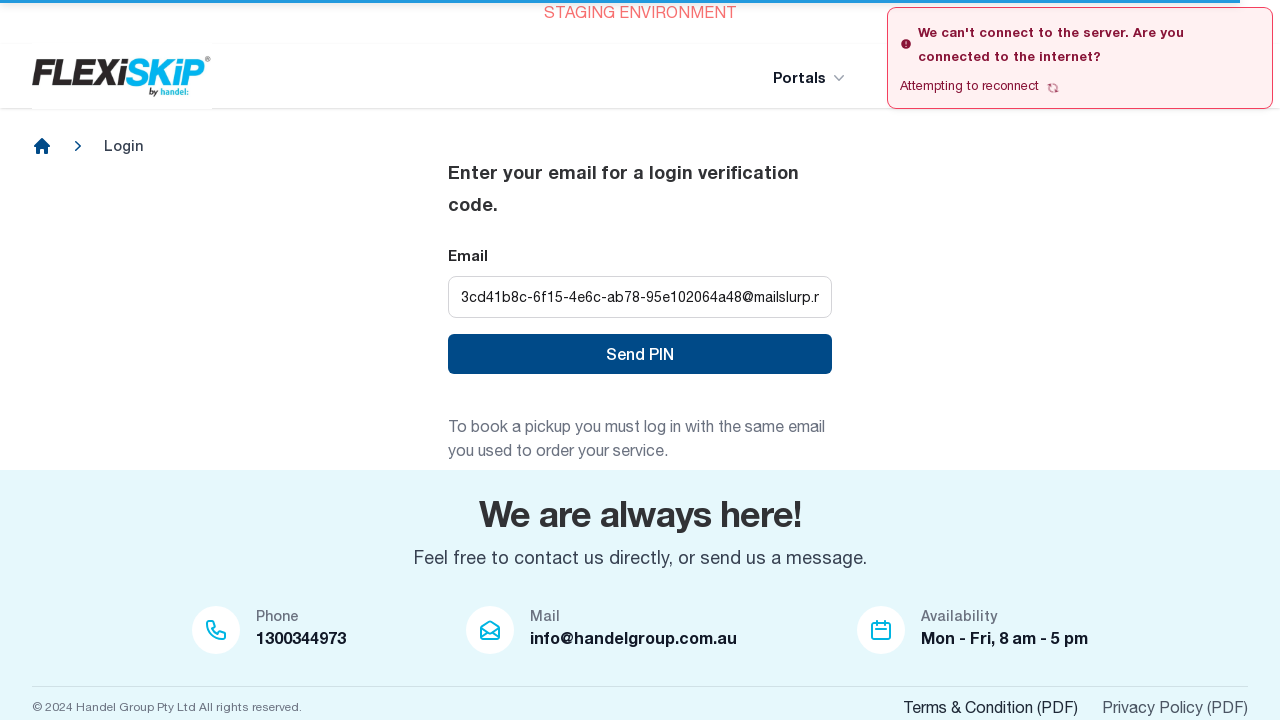 STAGING ENVIRONMENT
We can't connect to the server. Are you
connected to the internet?
Attempting to reconnect
FLEXiSKiP®
by handel:
Portals
Login
Enter your email for a login verification
code.
Email
3cd41b8c-6f15-4e6c-ab78-95e102064a48@mailslurp.r
Send PIN
To book a pickup you must log in with the same email
you used to order your service.
We are always here!
Feel free to contact us directly, or send us a message.
Phone
1300344973
Mail
info@handelgroup.com.au
Availability
Mon - Fri, 8 am - 5 pm
© 2024 Handel Group Pty Ltd All rights reserved.
Terms & Condition (PDF)
Privacy Policy (PDF)